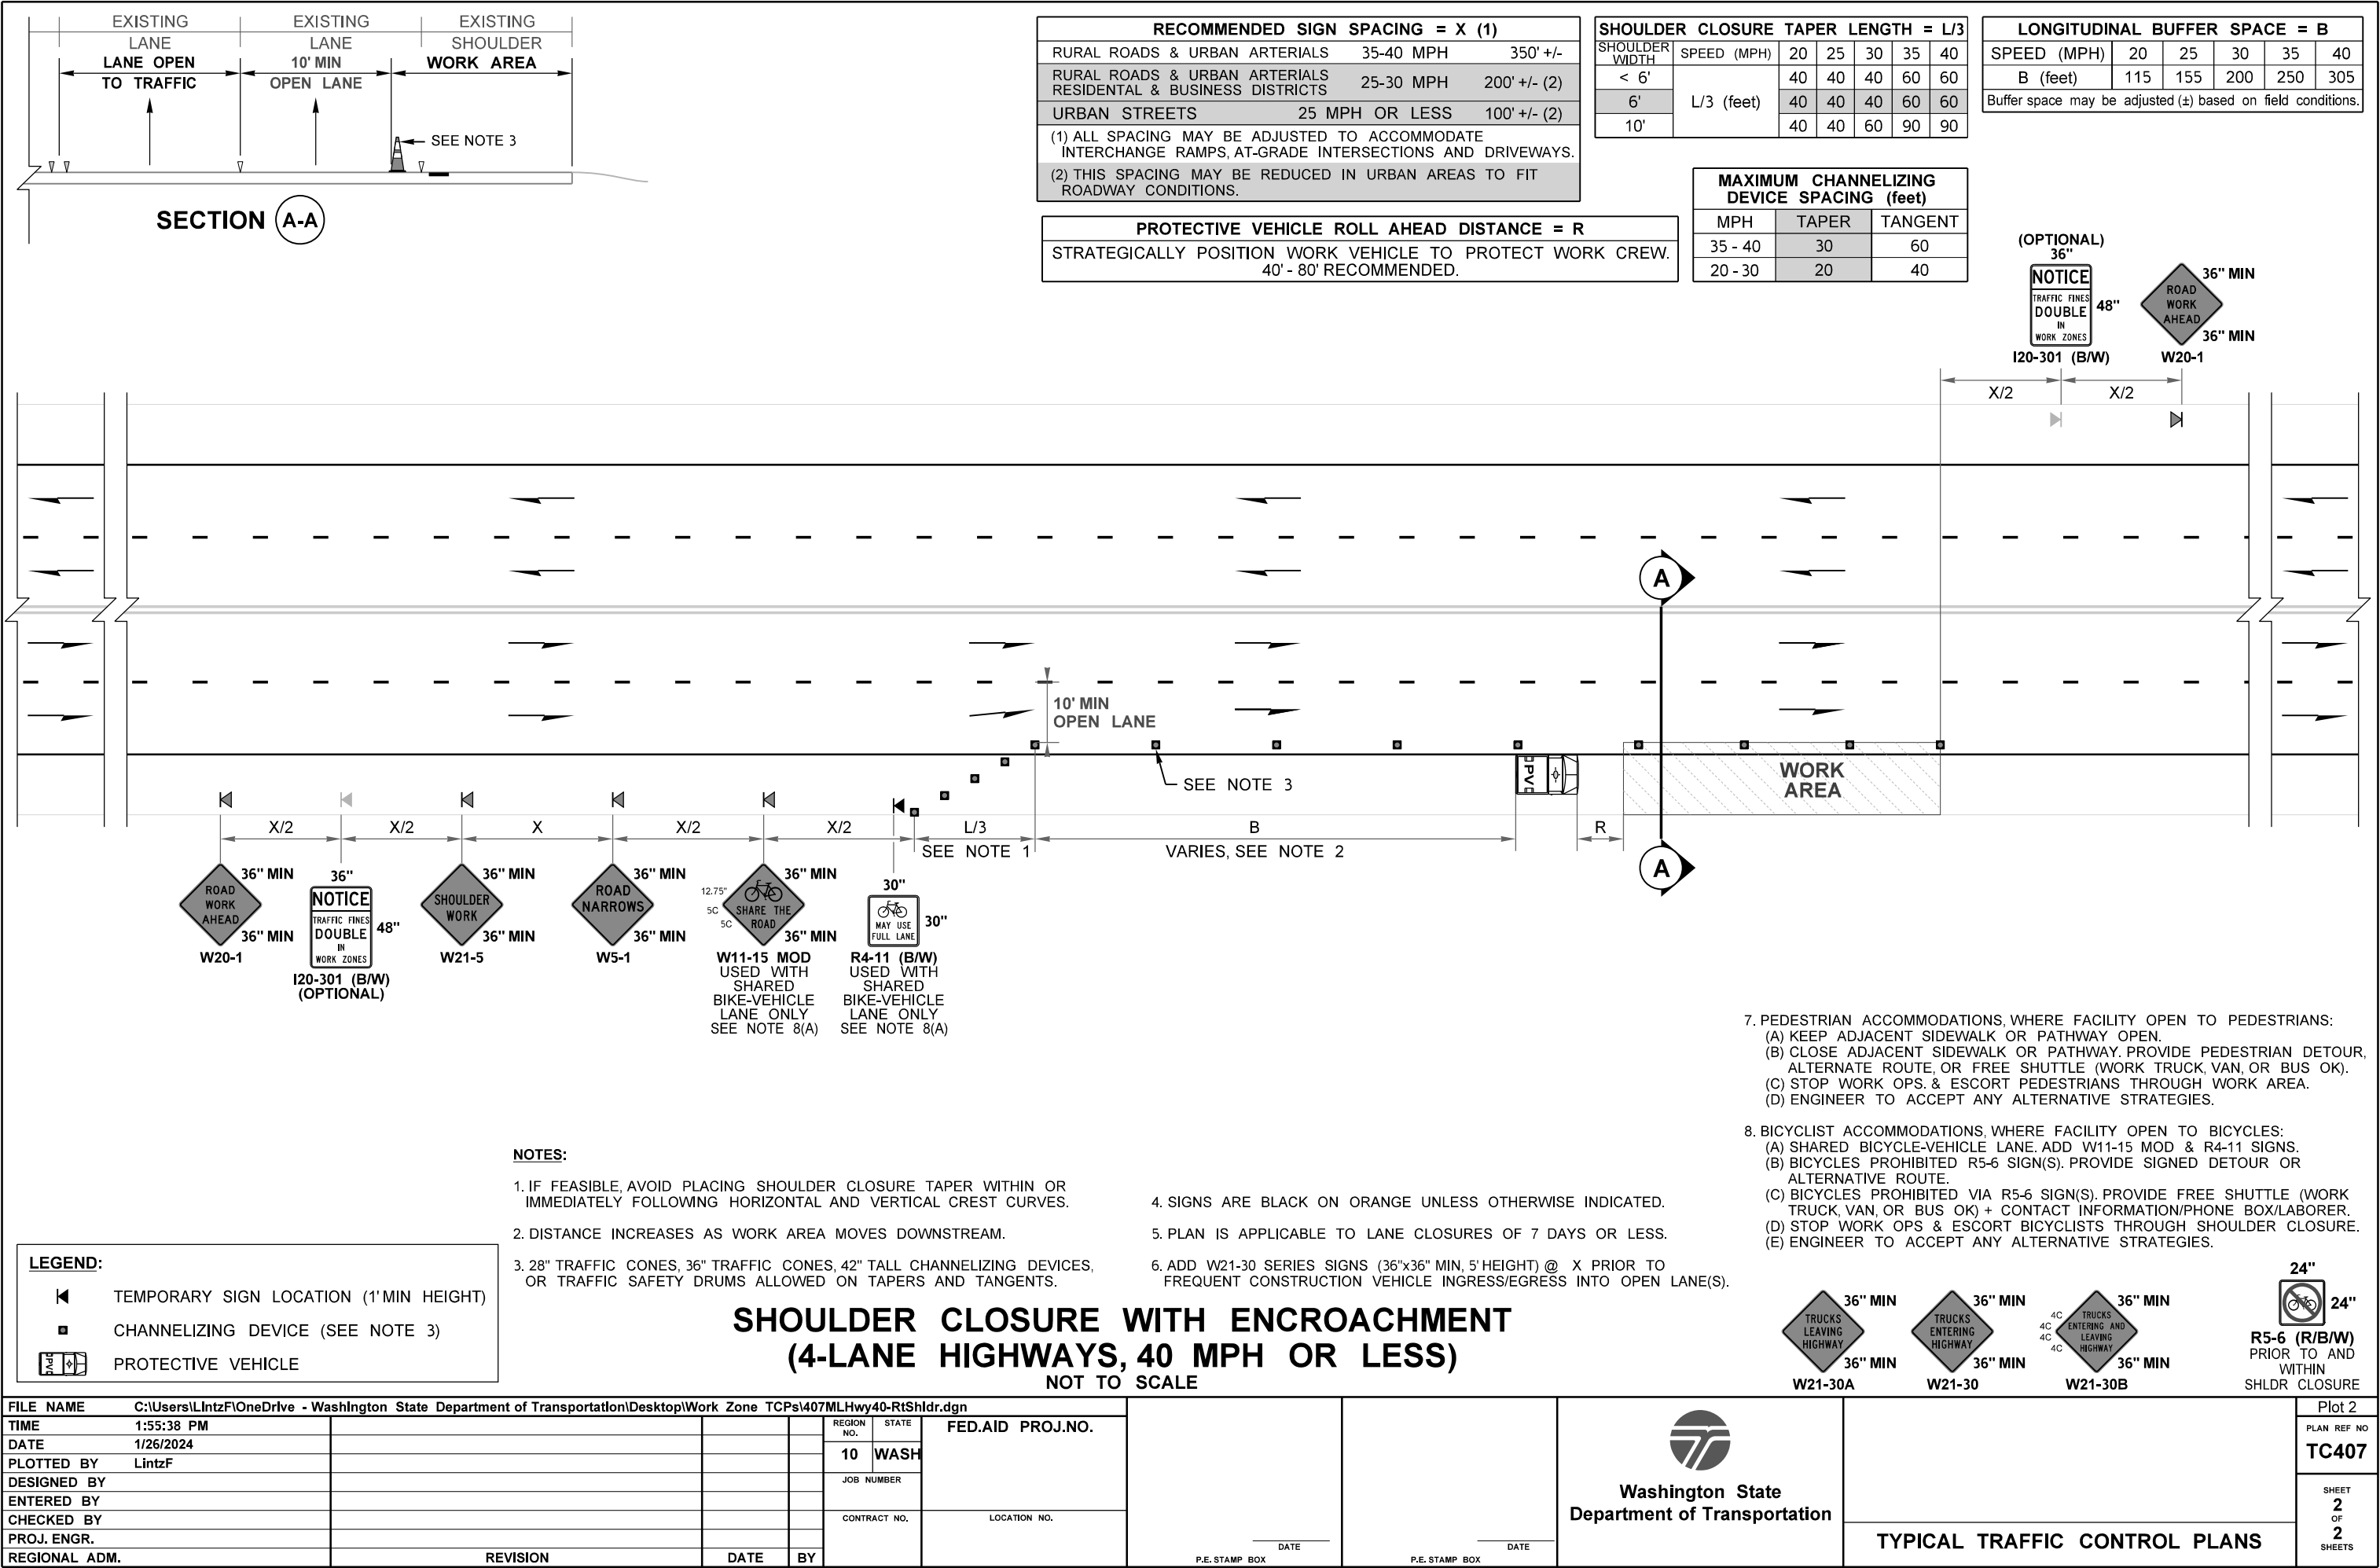 EXISTING
LANE
EXISTING
LANE
EXISTING
SHOULDER
LANE OPEN
TO TRAFFIC
10' MIN
OPEN LANE
WORK AREA
SEE NOTE 3
SECTION A-A
RECOMMENDED SIGN SPACING = X (1)
RURAL ROADS & URBAN ARTERIALS 35-40 MPH 350' +/-
RURAL ROADS & URBAN ARTERIALS
RESIDENTAL & BUSINESS DISTRICTS 25-30 MPH 200' +/- (2)
URBAN STREETS 25 MPH OR LESS 100' +/- (2)
(1) ALL SPACING MAY BE ADJUSTED TO ACCOMMODATE
INTERCHANGE RAMPS, AT-GRADE INTERSECTIONS AND DRIVEWAYS.
(2) THIS SPACING MAY BE REDUCED IN URBAN AREAS TO FIT
ROADWAY CONDITIONS.
PROTECTIVE VEHICLE ROLL AHEAD DISTANCE = R
STRATEGICALLY POSITION WORK VEHICLE TO PROTECT WORK CREW.
40' - 80' RECOMMENDED.
SHOULDER CLOSURE TAPER LENGTH = L/3
SHOULDER
WIDTH SPEED (MPH) 20 25 30 35 40
< 6' 40 40 40 60 60
6' L/3 (feet) 40 40 40 60 60
10' 40 40 60 90 90
LONGITUDINAL BUFFER SPACE = B
SPEED (MPH) 20 25 30 35 40
B (feet) 115 155 200 250 305
Buffer space may be adjusted (±) based on field conditions.
MAXIMUM CHANNELIZING
DEVICE SPACING (feet)
MPH TAPER TANGENT
35 - 40 30 60
20 - 30 20 40
(OPTIONAL)
36"
NOTICE
TRAFFIC FINES
DOUBLE
IN
WORK ZONES
48"
I20-301 (B/W)
ROAD
WORK
AHEAD
36" MIN
36" MIN
W20-1
X/2 X/2
A
10' MIN
OPEN LANE
SEE NOTE 3
PV
WORK
AREA
X/2 X/2 X X/2 X/2 L/3 B R
SEE NOTE 1
VARIES, SEE NOTE 2
A
ROAD
WORK
AHEAD
36" MIN
36" MIN
W20-1
36"
NOTICE
TRAFFIC FINES
DOUBLE
IN
WORK ZONES
48"
I20-301 (B/W)
(OPTIONAL)
SHOULDER
WORK
36" MIN
36" MIN
W21-5
ROAD
NARROWS
36" MIN
36" MIN
W5-1
12.75"
5C
5C
SHARE THE
ROAD
36" MIN
36" MIN
W11-15 MOD
USED WITH
SHARED
BIKE-VEHICLE
LANE ONLY
SEE NOTE 8(A)
30"
MAY USE
FULL LANE
30"
R4-11 (B/W)
USED WITH
SHARED
BIKE-VEHICLE
LANE ONLY
SEE NOTE 8(A)
NOTES:
1. IF FEASIBLE, AVOID PLACING SHOULDER CLOSURE TAPER WITHIN OR
IMMEDIATELY FOLLOWING HORIZONTAL AND VERTICAL CREST CURVES.
2. DISTANCE INCREASES AS WORK AREA MOVES DOWNSTREAM.
3. 28" TRAFFIC CONES, 36" TRAFFIC CONES, 42" TALL CHANNELIZING DEVICES,
OR TRAFFIC SAFETY DRUMS ALLOWED ON TAPERS AND TANGENTS.
4. SIGNS ARE BLACK ON ORANGE UNLESS OTHERWISE INDICATED.
5. PLAN IS APPLICABLE TO LANE CLOSURES OF 7 DAYS OR LESS.
6. ADD W21-30 SERIES SIGNS (36"x36" MIN, 5' HEIGHT) @ X PRIOR TO
FREQUENT CONSTRUCTION VEHICLE INGRESS/EGRESS INTO OPEN LANE(S).
7. PEDESTRIAN ACCOMMODATIONS, WHERE FACILITY OPEN TO PEDESTRIANS:
(A) KEEP ADJACENT SIDEWALK OR PATHWAY OPEN.
(B) CLOSE ADJACENT SIDEWALK OR PATHWAY. PROVIDE PEDESTRIAN DETOUR,
ALTERNATE ROUTE, OR FREE SHUTTLE (WORK TRUCK, VAN, OR BUS OK).
(C) STOP WORK OPS. & ESCORT PEDESTRIANS THROUGH WORK AREA.
(D) ENGINEER TO ACCEPT ANY ALTERNATIVE STRATEGIES.
8. BICYCLIST ACCOMMODATIONS, WHERE FACILITY OPEN TO BICYCLES:
(A) SHARED BICYCLE-VEHICLE LANE. ADD W11-15 MOD & R4-11 SIGNS.
(B) BICYCLES PROHIBITED R5-6 SIGN(S). PROVIDE SIGNED DETOUR OR
ALTERNATIVE ROUTE.
(C) BICYCLES PROHIBITED VIA R5-6 SIGN(S). PROVIDE FREE SHUTTLE (WORK
TRUCK, VAN, OR BUS OK) + CONTACT INFORMATION/PHONE BOX/LABORER.
(D) STOP WORK OPS & ESCORT BICYCLISTS THROUGH SHOULDER CLOSURE.
(E) ENGINEER TO ACCEPT ANY ALTERNATIVE STRATEGIES.
LEGEND:
TEMPORARY SIGN LOCATION (1' MIN HEIGHT)
CHANNELIZING DEVICE (SEE NOTE 3)
PV PROTECTIVE VEHICLE
SHOULDER CLOSURE WITH ENCROACHMENT
(4-LANE HIGHWAYS, 40 MPH OR LESS)
NOT TO SCALE
TRUCKS
LEAVING
HIGHWAY
36" MIN
36" MIN
W21-30A
TRUCKS
ENTERING
HIGHWAY
36" MIN
36" MIN
W21-30
4C
4C
4C
4C
TRUCKS
ENTERING AND
LEAVING
HIGHWAY
36" MIN
36" MIN
W21-30B
24"
24"
R5-6 (R/B/W)
PRIOR TO AND
WITHIN
SHLDR CLOSURE
FILE NAME C:\Users\LintzF\OneDrive - Washington State Department of Transportation\Desktop\Work Zone TCPs\407MLHwy40-RtShldr.dgn
TIME 1:55:38 PM
DATE 1/26/2024
PLOTTED BY LintzF
DESIGNED BY
ENTERED BY
CHECKED BY
PROJ. ENGR.
REGIONAL ADM. REVISION DATE BY
REGION
NO. STATE
10 WASH
JOB NUMBER
CONTRACT NO.
FED.AID PROJ.NO.
LOCATION NO.
DATE
P.E. STAMP BOX
DATE
P.E. STAMP BOX
Washington State
Department of Transportation
TYPICAL TRAFFIC CONTROL PLANS
Plot 2
PLAN REF NO
TC407
SHEET
2
OF
2
SHEETS